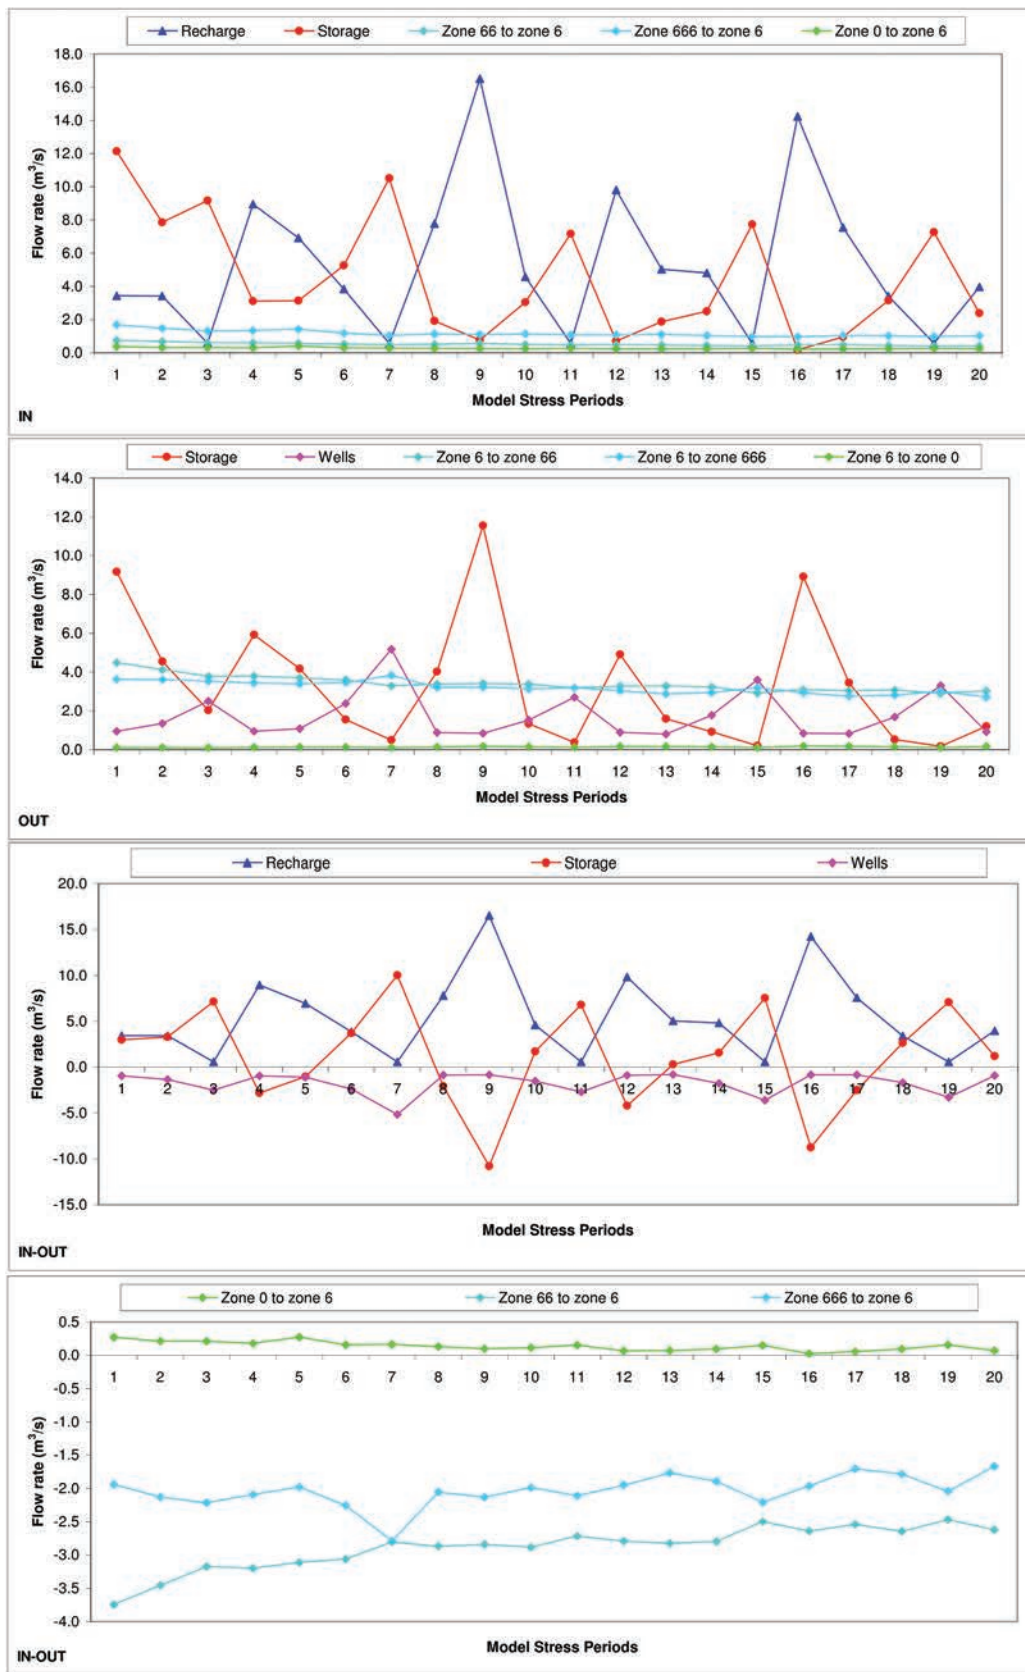 Recharge Storage Zone 66 to zone 6 Zone 666 to zone 6 Zone 0 to zone 6
18.0
16.0
14.0
12.0
10.0
8.0
6.0
4.0
2.0
0.0
Flow rate (m³/s)
1 2 3 4 5 6 7 8 9 10 11 12 13 14 15 16 17 18 19 20
Model Stress Periods
IN
Storage Wells Zone 6 to zone 66 Zone 6 to zone 666 Zone 6 to zone 0
14.0
12.0
10.0
8.0
6.0
4.0
2.0
0.0
Flow rate (m³/s)
1 2 3 4 5 6 7 8 9 10 11 12 13 14 15 16 17 18 19 20
Model Stress Periods
OUT
Recharge Storage Wells
20.0
15.0
10.0
5.0
0.0
-5.0
-10.0
-15.0
Flow rate (m³/s)
1 2 3 4 5 6 7 8 9 10 11 12 13 14 15 16 17 18 19 20
Model Stress Periods
IN-OUT
Zone 0 to zone 6 Zone 66 to zone 6 Zone 666 to zone 6
0.5
0.0
-0.5
-1.0
-1.5
-2.0
-2.5
-3.0
-3.5
-4.0
Flow rate (m³/s)
1 2 3 4 5 6 7 8 9 10 11 12 13 14 15 16 17 18 19 20
Model Stress Periods
IN-OUT